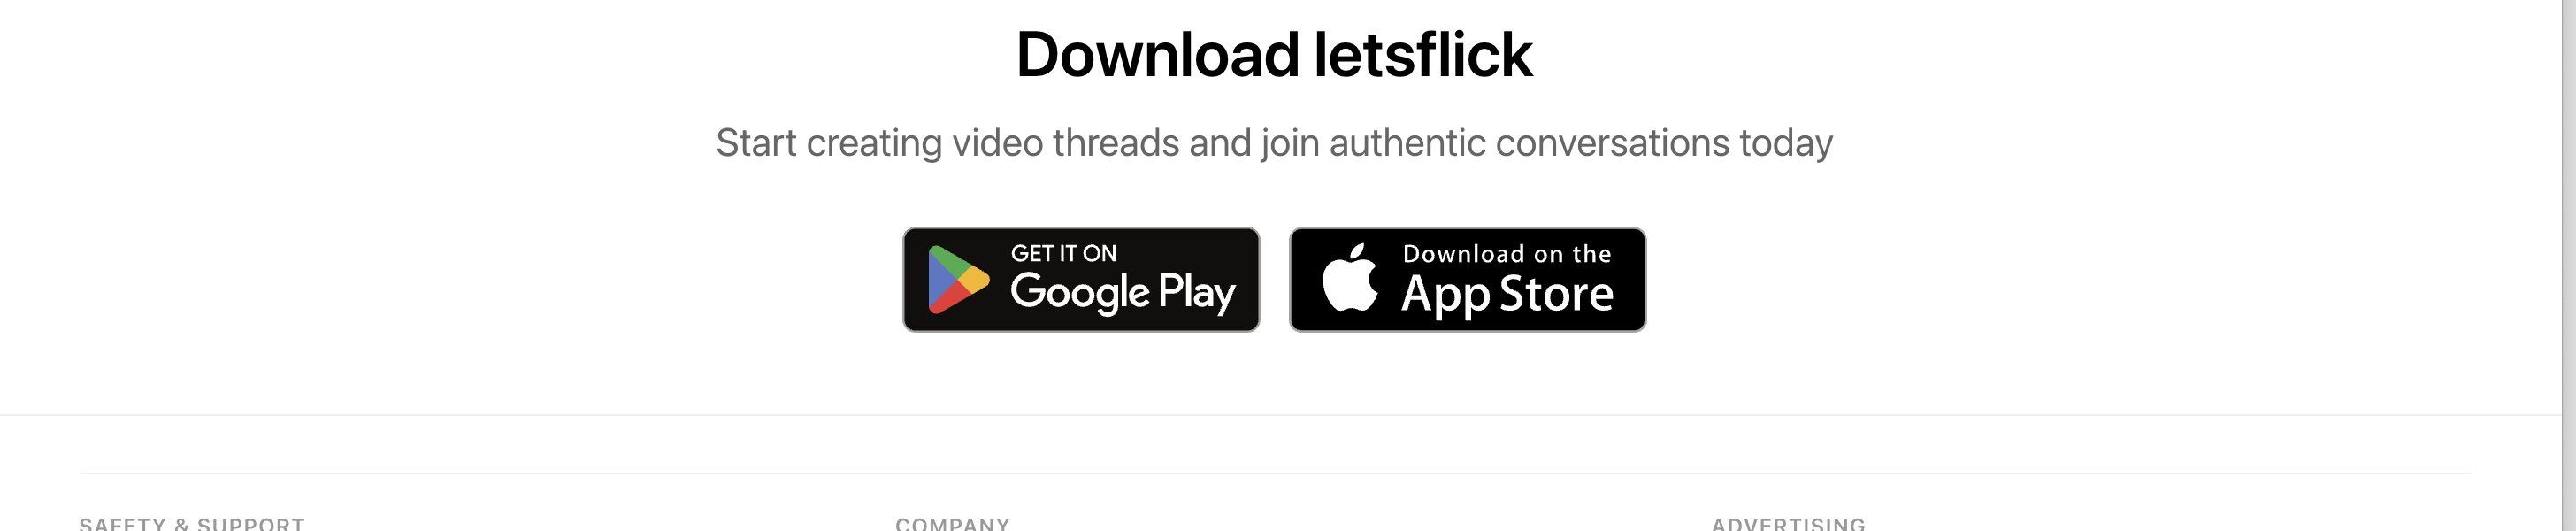 Download letsflick
Start creating video threads and join authentic conversations today
GET IT ON
Google Play
Download on the
App Store
SAFETY & SUPPORT
COMPANY
ADVERTISING